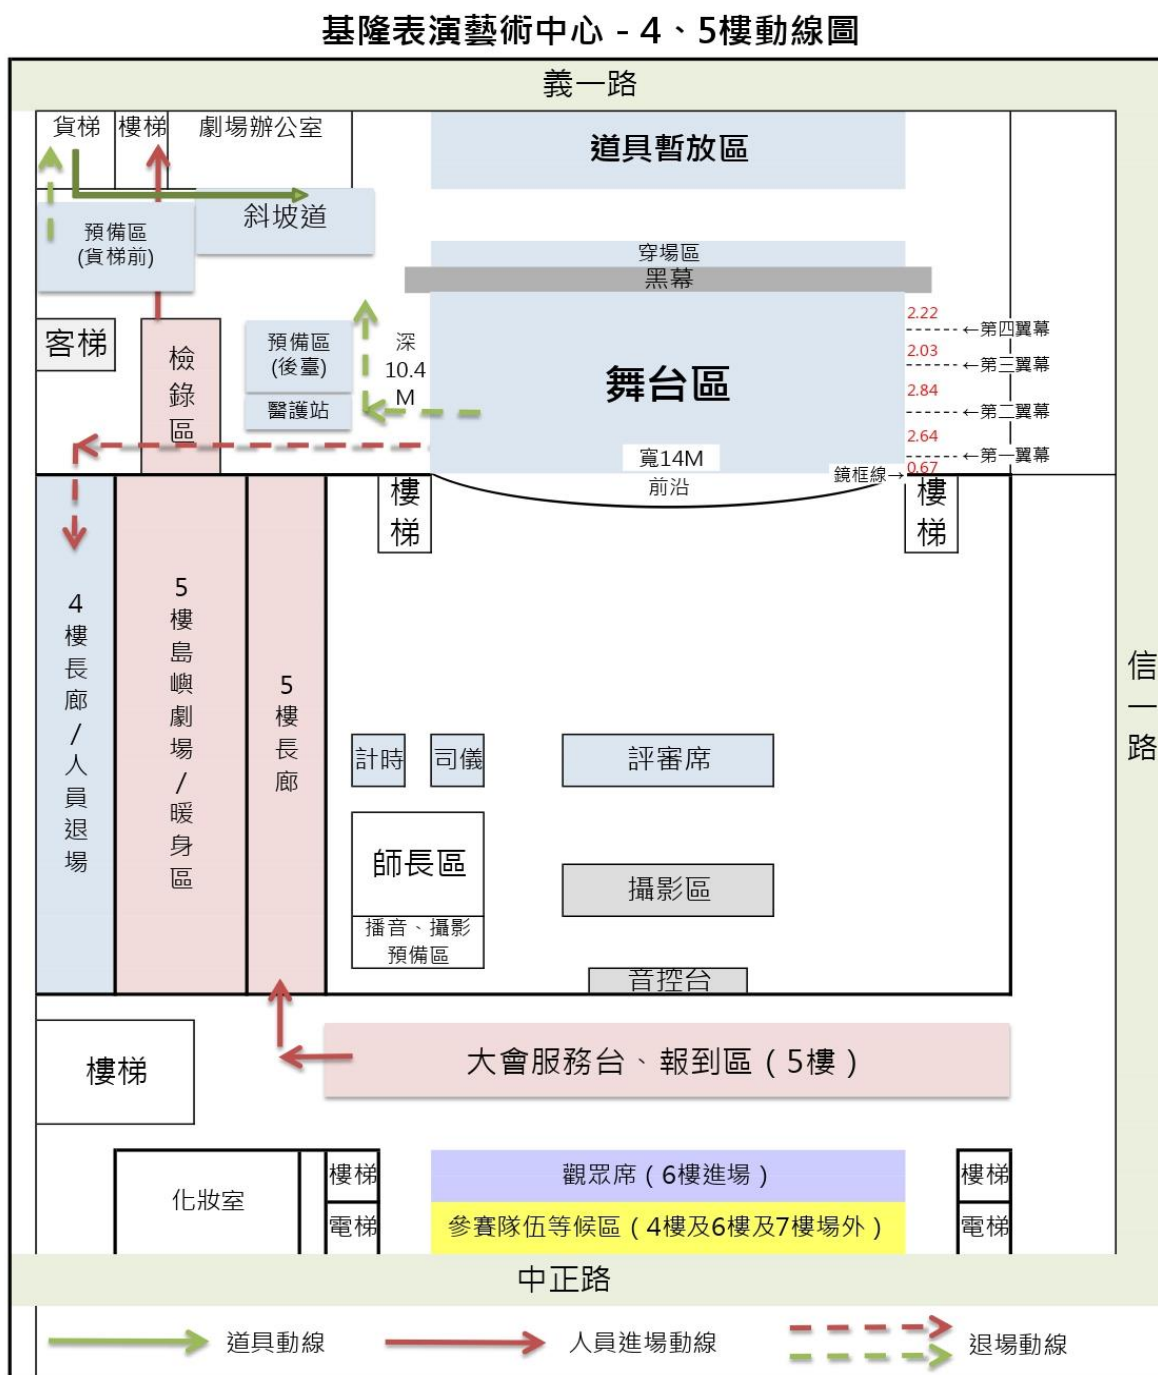 基隆表演藝術中心 - 4、5樓動線圖
義一路
貨梯
樓梯
劇場辦公室
道具暫放區
斜坡道
預備區
(貨梯前)
穿場區
黑幕
客梯
檢錄區
預備區
(後臺)
醫護站
深
10.4
M
舞台區
寬14M
前沿
2.22
←第四翼幕
2.03
←第三翼幕
2.84
←第二翼幕
2.64
←第一翼幕
鏡框線→
0.67
樓梯
樓梯
4樓長廊/人員退場
5樓島嶼劇場/暖身區
5樓長廊
信一路
計時
司儀
評審席
師長區
攝影區
播音、攝影
預備區
音控台
大會服務台、報到區（5樓）
樓梯
化妝室
樓梯
電梯
觀眾席（6樓進場）
參賽隊伍等候區（4樓及6樓及7樓場外）
樓梯
電梯
中正路
道具動線
人員進場動線
退場動線